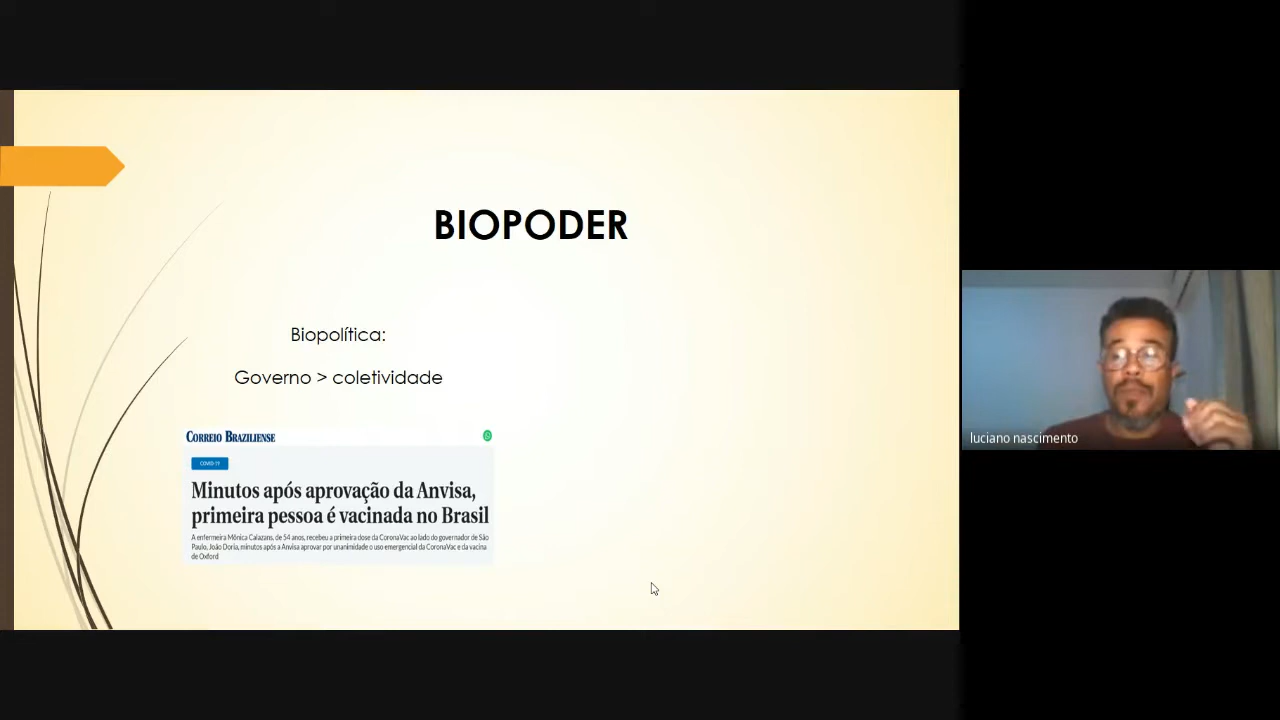 BIOPODER
Biopolítica:
Governo > coletividade
CORREIO BRAZILIENSE
COVID-19
Minutos após aprovação da Anvisa,
primeira pessoa é vacinada no Brasil
A enfermeira Mônica Calazans, de 54 anos, recebeu a primeira dose da CoronaVac ao lado do governador de São
Paulo, João Doria, minutos após a Anvisa aprovar por unanimidade o uso emergencial da CoronaVac e da vacina
de Oxford
luciano nascimento